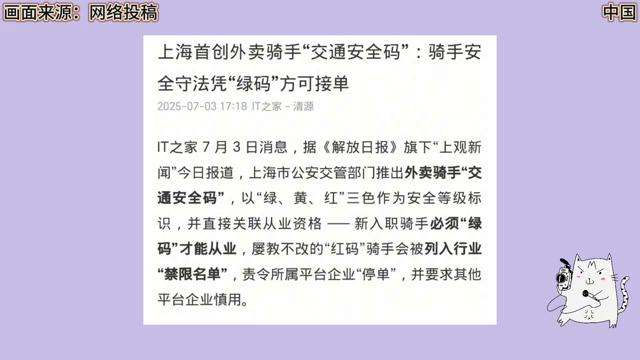 画面来源：网络投稿
中国
上海首创外卖骑手“交通安全码”：骑手安
全守法凭“绿码”方可接单
2025-07-03 17:18 IT之家 - 清源
IT之家 7 月 3 日消息，据《解放日报》旗下“上观新
闻”今日报道，上海市公安交管部门推出外卖骑手“交
通安全码”，以“绿、黄、红”三色作为安全等级标
识，并直接关联从业资格 —— 新入职骑手必须“绿
码”才能从业，屡教不改的“红码”骑手会被列入行业
“禁限名单”，责令所属平台企业“停单”，并要求其他
平台企业慎用。